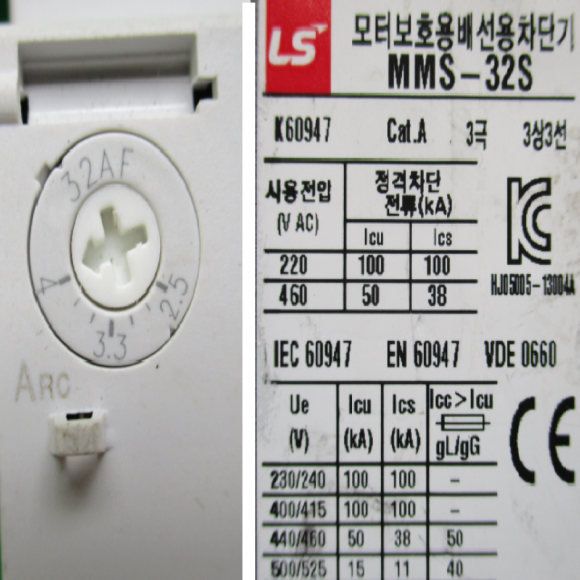 32AF
4
3.3
2.5
ARC
LS
모터보호용배선용차단기
MMS-32S
K60947 Cat.A 3극 3상3선
사용전압 (V AC) 정격차단 전류(kA)
Icu Ics
220 100 100
460 50 38
HJ05005-13004A
IEC 60947 EN 60947 VDE 0660
Ue (V) Icu (kA) Ics (kA) Icc>Icu gL/gG
230/240 100 100 -
400/415 100 100 -
440/460 50 38 50
500/525 15 11 40
CE